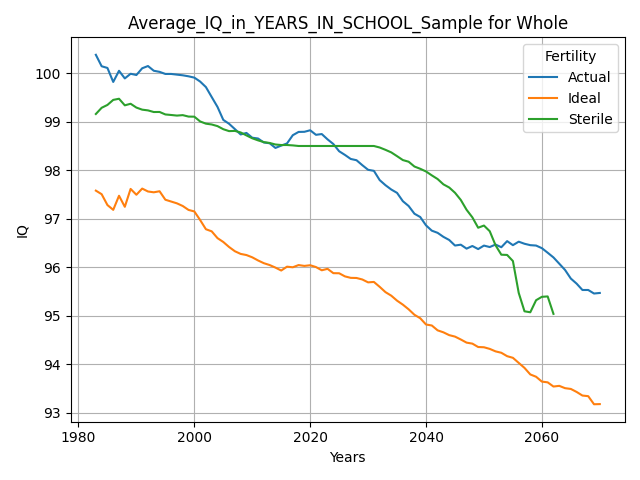 Average_IQ_in_YEARS_IN_SCHOOL_Sample for Whole
Fertility
Actual
Ideal
Sterile
IQ
100
99
98
97
96
95
94
93
1980
2000
2020
2040
2060
Years